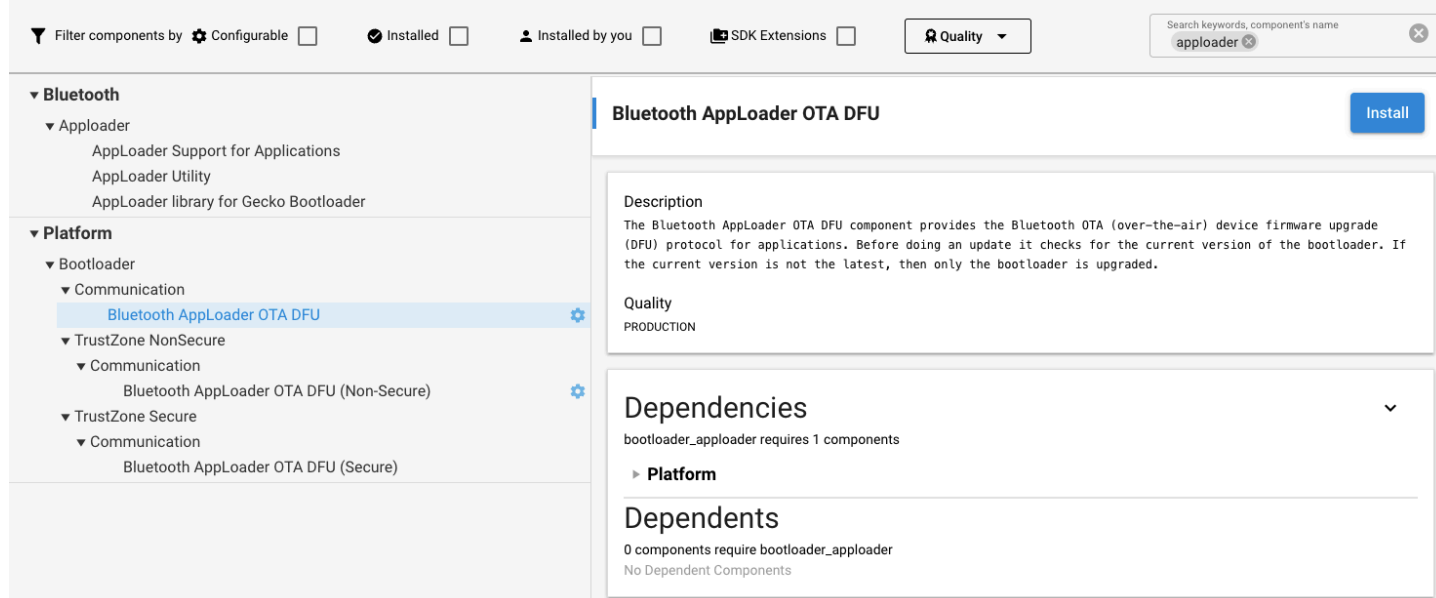 Filter components by Configurable Installed Installed by you SDK Extensions Quality
Search keywords, component's name
apploader
Bluetooth
Apploader
AppLoader Support for Applications
AppLoader Utility
AppLoader library for Gecko Bootloader
Platform
Bootloader
Communication
Bluetooth AppLoader OTA DFU
TrustZone NonSecure
Communication
Bluetooth AppLoader OTA DFU (Non-Secure)
TrustZone Secure
Communication
Bluetooth AppLoader OTA DFU (Secure)
Bluetooth AppLoader OTA DFU
Install
Description
The Bluetooth AppLoader OTA DFU component provides the Bluetooth OTA (over-the-air) device firmware upgrade
(DFU) protocol for applications. Before doing an update it checks for the current version of the bootloader. If
the current version is not the latest, then only the bootloader is upgraded.
Quality
PRODUCTION
Dependencies
bootloader_apploader requires 1 components
Platform
Dependents
0 components require bootloader_apploader
No Dependent Components